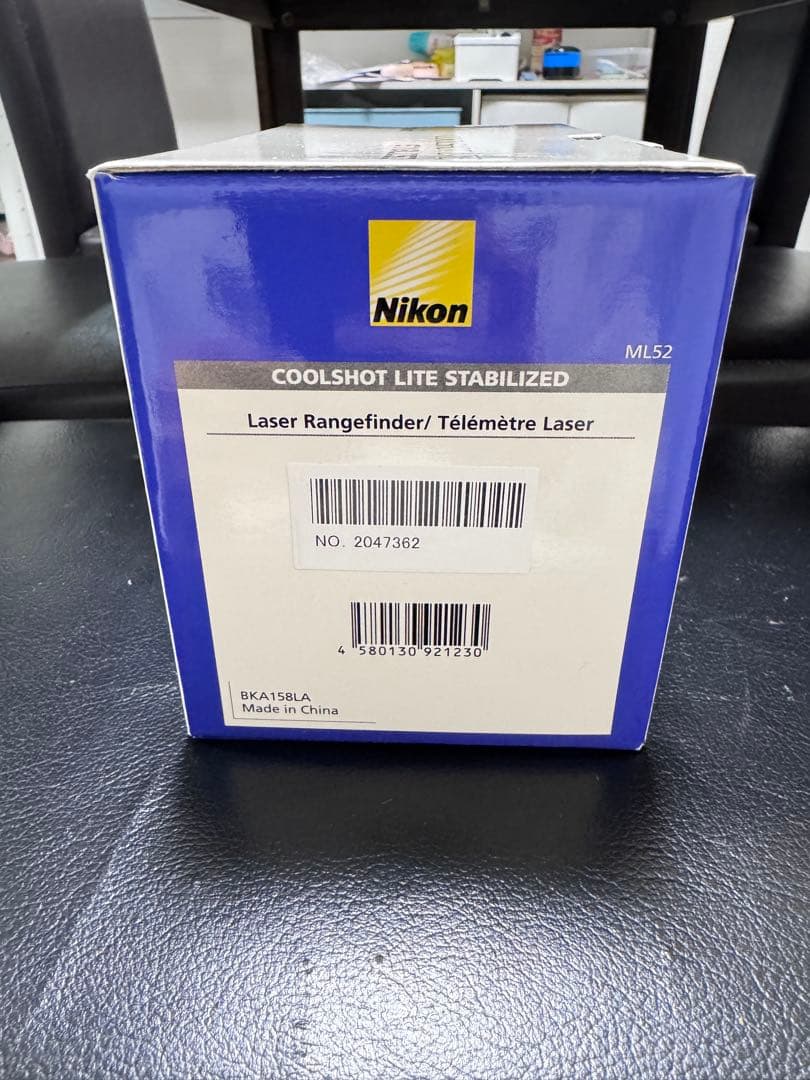 Nikon
ML52
COOLSHOT LITE STABILIZED
Laser Rangefinder/ Télémètre Laser
NO. 2047362
4 580130 921230
BKA158LA
Made in China